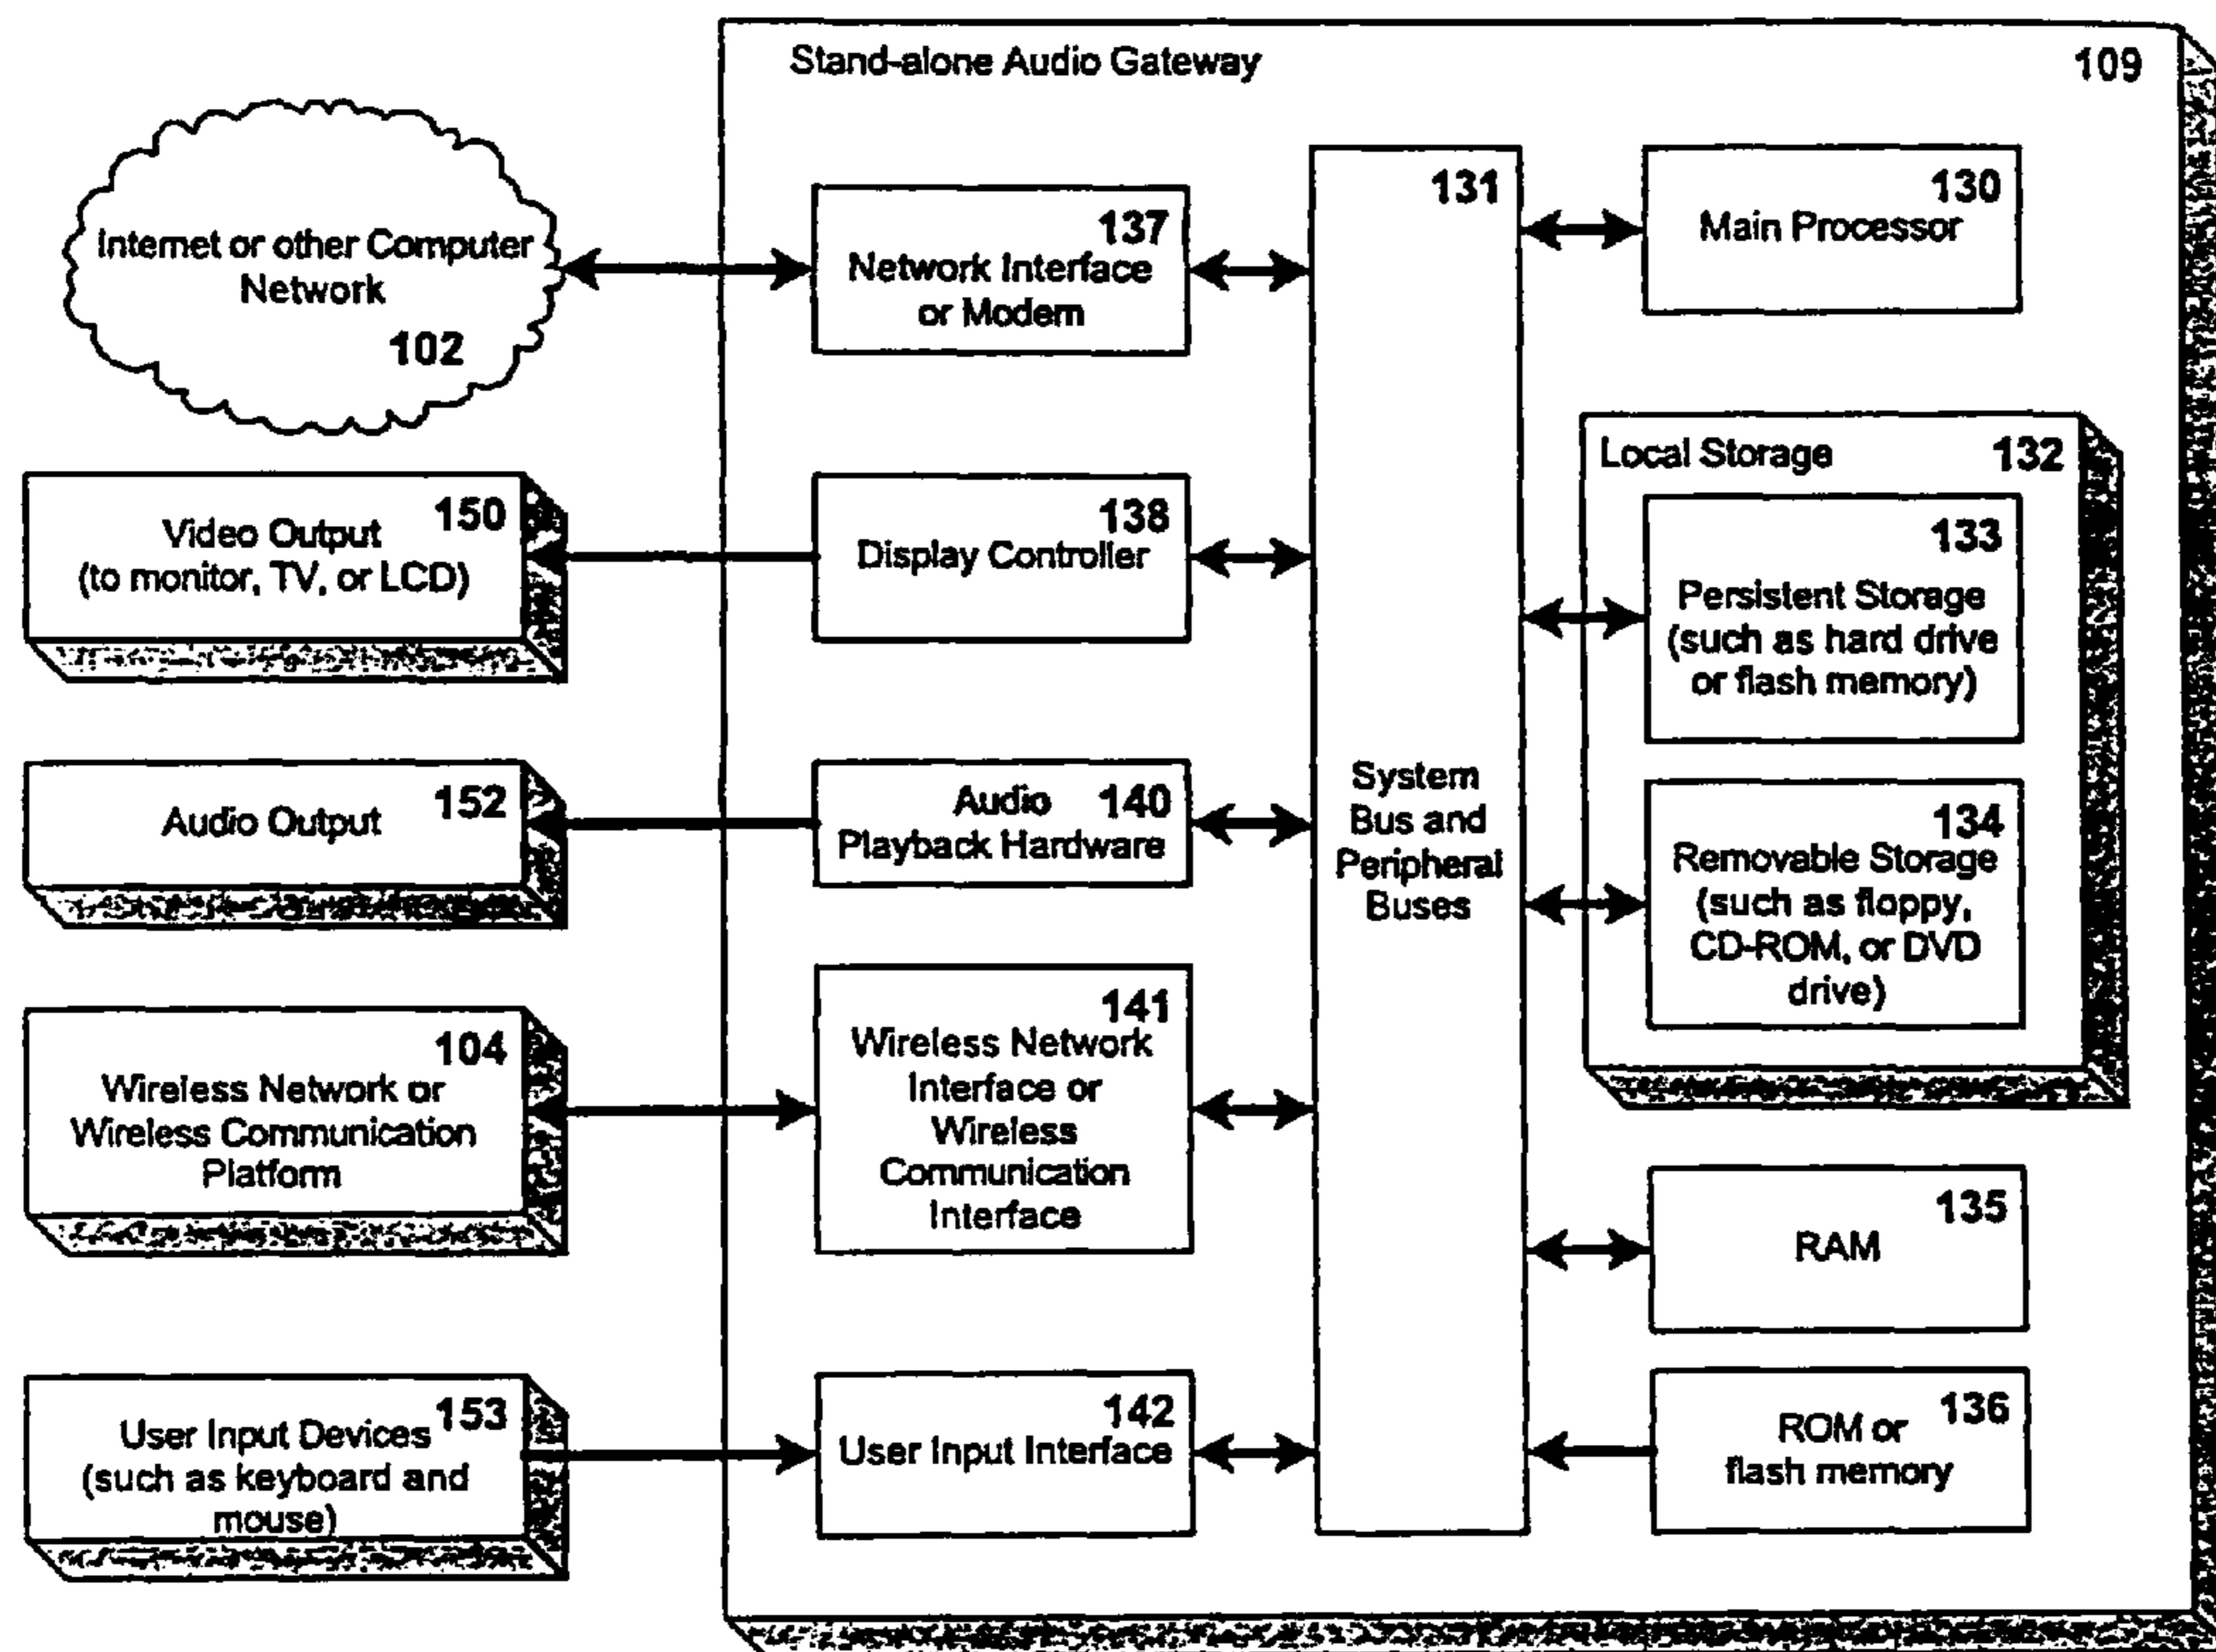 Stand-alone Audio Gateway
109
Internet or other Computer
Network
102
137
Network Interface
or Modem
131
System
Bus and
Peripheral
Buses
130
Main Processor
150
Video Output
(to monitor, TV, or LCD)
138
Display Controller
Local Storage
132
133
Persistent Storage
(such as hard drive
or flash memory)
134
Removable Storage
(such as floppy,
CD-ROM, or DVD
drive)
152
Audio Output
Audio 140
Playback Hardware
104
Wireless Network or
Wireless Communication
Platform
141
Wireless Network
Interface or
Wireless
Communication
Interface
135
RAM
153
User Input Devices
(such as keyboard and
mouse)
142
User Input Interface
136
ROM or
flash memory